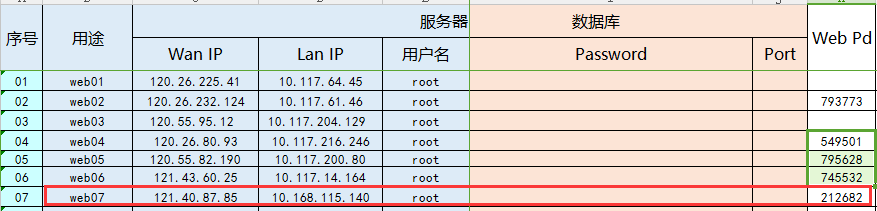 序号 用途 服务器 数据库 Web Pd
Wan IP Lan IP 用户名 Password Port
01 web01 120.26.225.41 10.117.64.45 root
02 web02 120.26.232.124 10.117.61.46 root 793773
03 web03 120.55.95.12 10.117.204.129 root
04 web04 120.26.80.93 10.117.216.246 root 549501
05 web05 120.55.82.190 10.117.200.80 root 795628
06 web06 121.43.60.25 10.117.14.164 root 745532
07 web07 121.40.87.85 10.168.115.140 root 212682